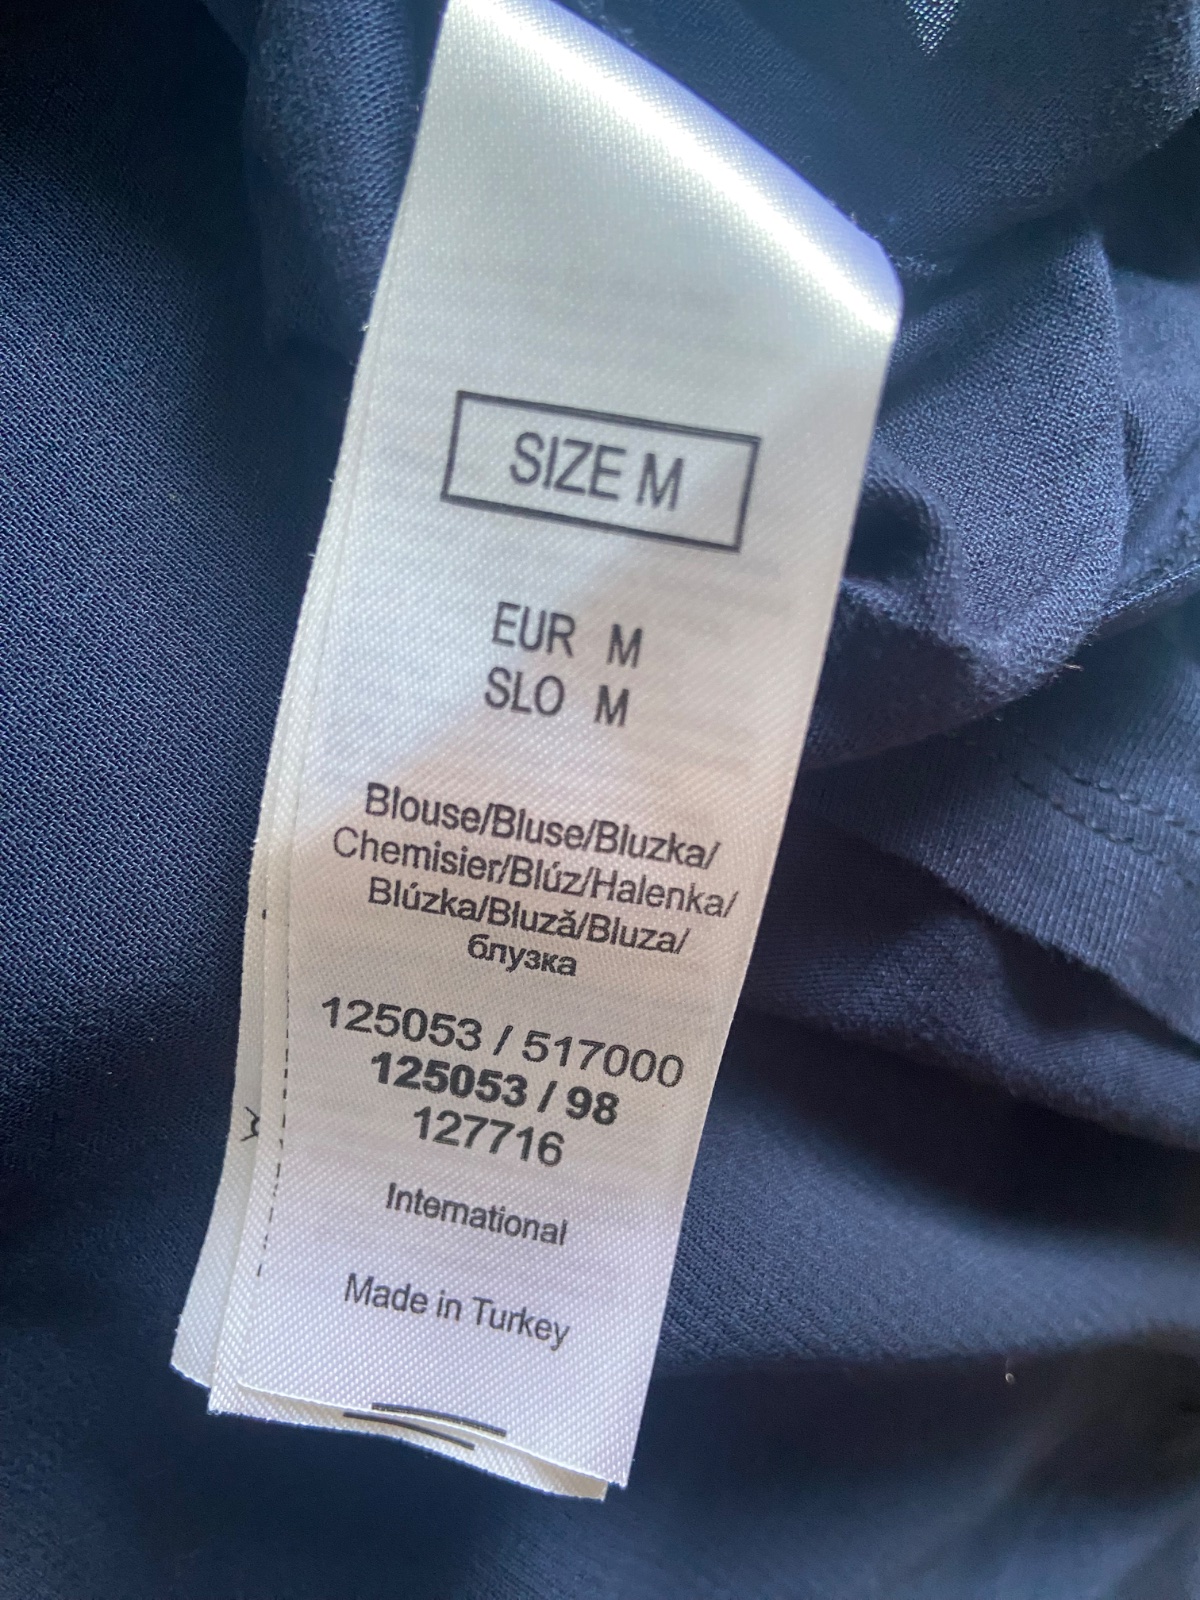 SIZE M
EUR M
SLO M
Blouse/Bluse/Bluzka/
Chemisier/Blúz/Halenka/
Blúzka/Bluză/Bluza/
блузка
125053 / 517000
125053 / 98
127716
International
Made in Turkey